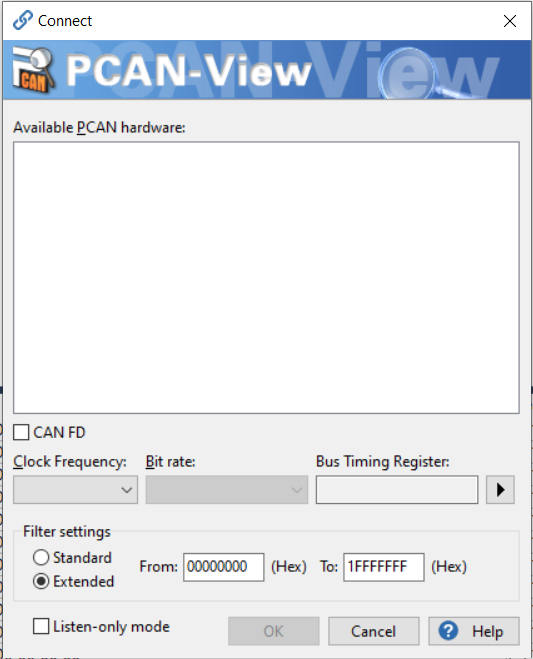 Connect
CAN PCAN-View
Available PCAN hardware:
CAN FD
Clock Frequency: Bit rate: Bus Timing Register:
Filter settings
Standard
Extended
From: 00000000 (Hex) To: 1FFFFFFF (Hex)
Listen-only mode OK Cancel ? Help